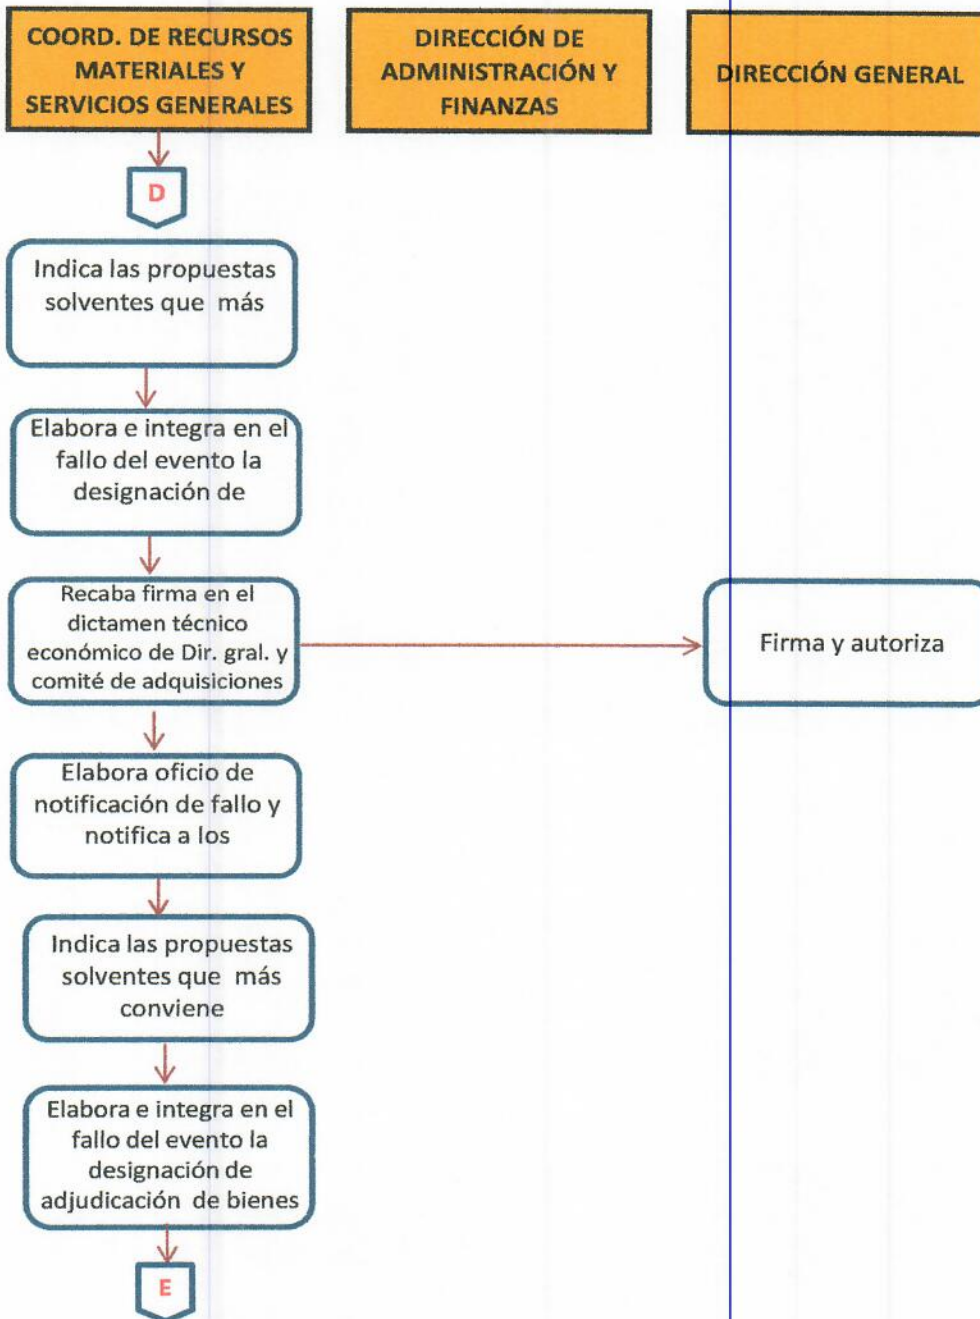 COORD. DE RECURSOS
MATERIALES Y
SERVICIOS GENERALES
DIRECCIÓN DE
ADMINISTRACIÓN Y
FINANZAS
DIRECCIÓN GENERAL
D
Indica las propuestas
solventes que más
Elabora e integra en el
fallo del evento la
designación de
Recaba firma en el
dictamen técnico
económico de Dir. gral. y
comité de adquisiciones
Firma y autoriza
Elabora oficio de
notificación de fallo y
notifica a los
Indica las propuestas
solventes que más
conviene
Elabora e integra en el
fallo del evento la
designación de
adjudicación de bienes
E